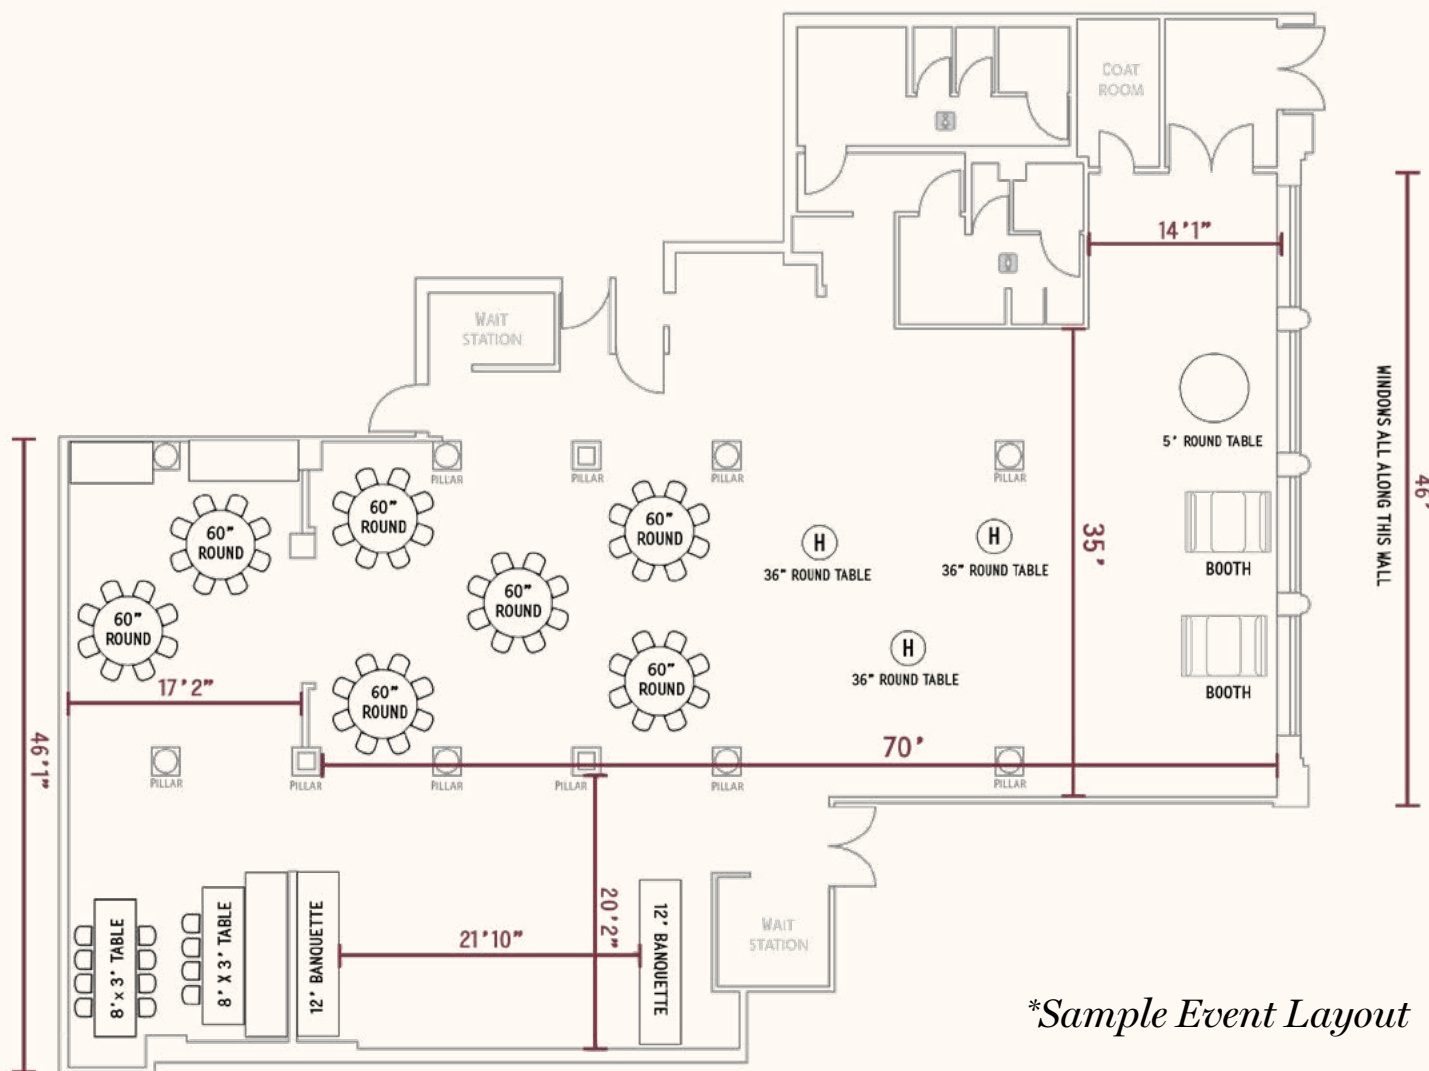 COAT
ROOM
14'1"
WAIT
STATION
WINDOWS ALL ALONG THIS WALL
46'
5' ROUND TABLE
PILLAR
PILLAR
PILLAR
PILLAR
60"
ROUND
60"
ROUND
60"
ROUND
60"
ROUND
60"
ROUND
60"
ROUND
60"
ROUND
H
36" ROUND TABLE
H
36" ROUND TABLE
H
36" ROUND TABLE
35'
BOOTH
BOOTH
17'2"
46'1"
70'
PILLAR
PILLAR
PILLAR
PILLAR
PILLAR
PILLAR
8'x 3' TABLE
8' X 3' TABLE
12' BANQUETTE
21'10"
20'2"
12' BANQUETTE
WAIT
STATION
*Sample Event Layout